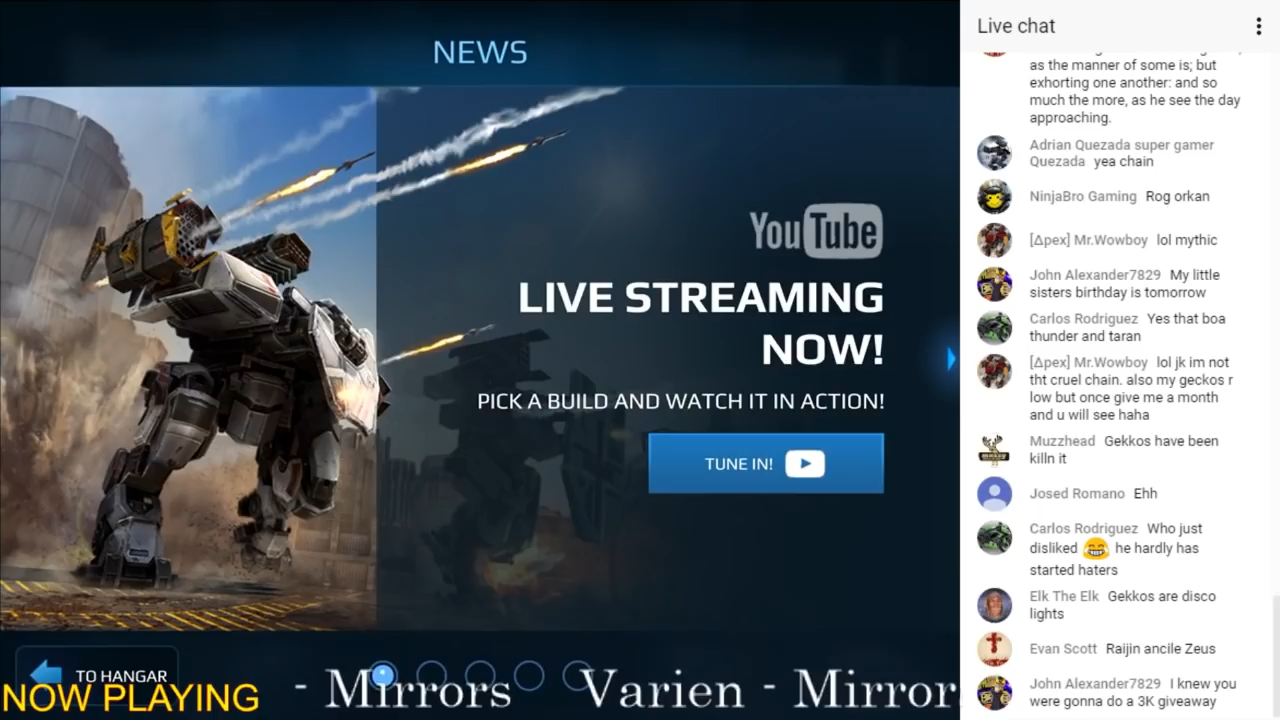 NEWS
YouTube
LIVE STREAMING
NOW!
PICK A BUILD AND WATCH IT IN ACTION!
TUNE IN!
TO HANGAR
NOW PLAYING
- Mirrors Varien - Mirror
Live chat
as the manner of some is; but
exhorting one another: and so
much the more, as he see the day
approaching.
Adrian Quezada super gamer
Quezada yea chain
NinjaBro Gaming Rog orkan
[Δpex] Mr.Wowboy lol mythic
John Alexander7829 My little
sisters birthday is tomorrow
Carlos Rodriguez Yes that boa
thunder and taran
[Δpex] Mr.Wowboy lol jk im not
tht cruel chain. also my geckos r
low but once give me a month
and u will see haha
Muzzhead Gekkos have been
killn it
Josed Romano Ehh
Carlos Rodriguez Who just
disliked 😂 he hardly has
started haters
Elk The Elk Gekkos are disco
lights
Evan Scott Raijin ancile Zeus
John Alexander7829 I knew you
were gonna do a 3K giveaway